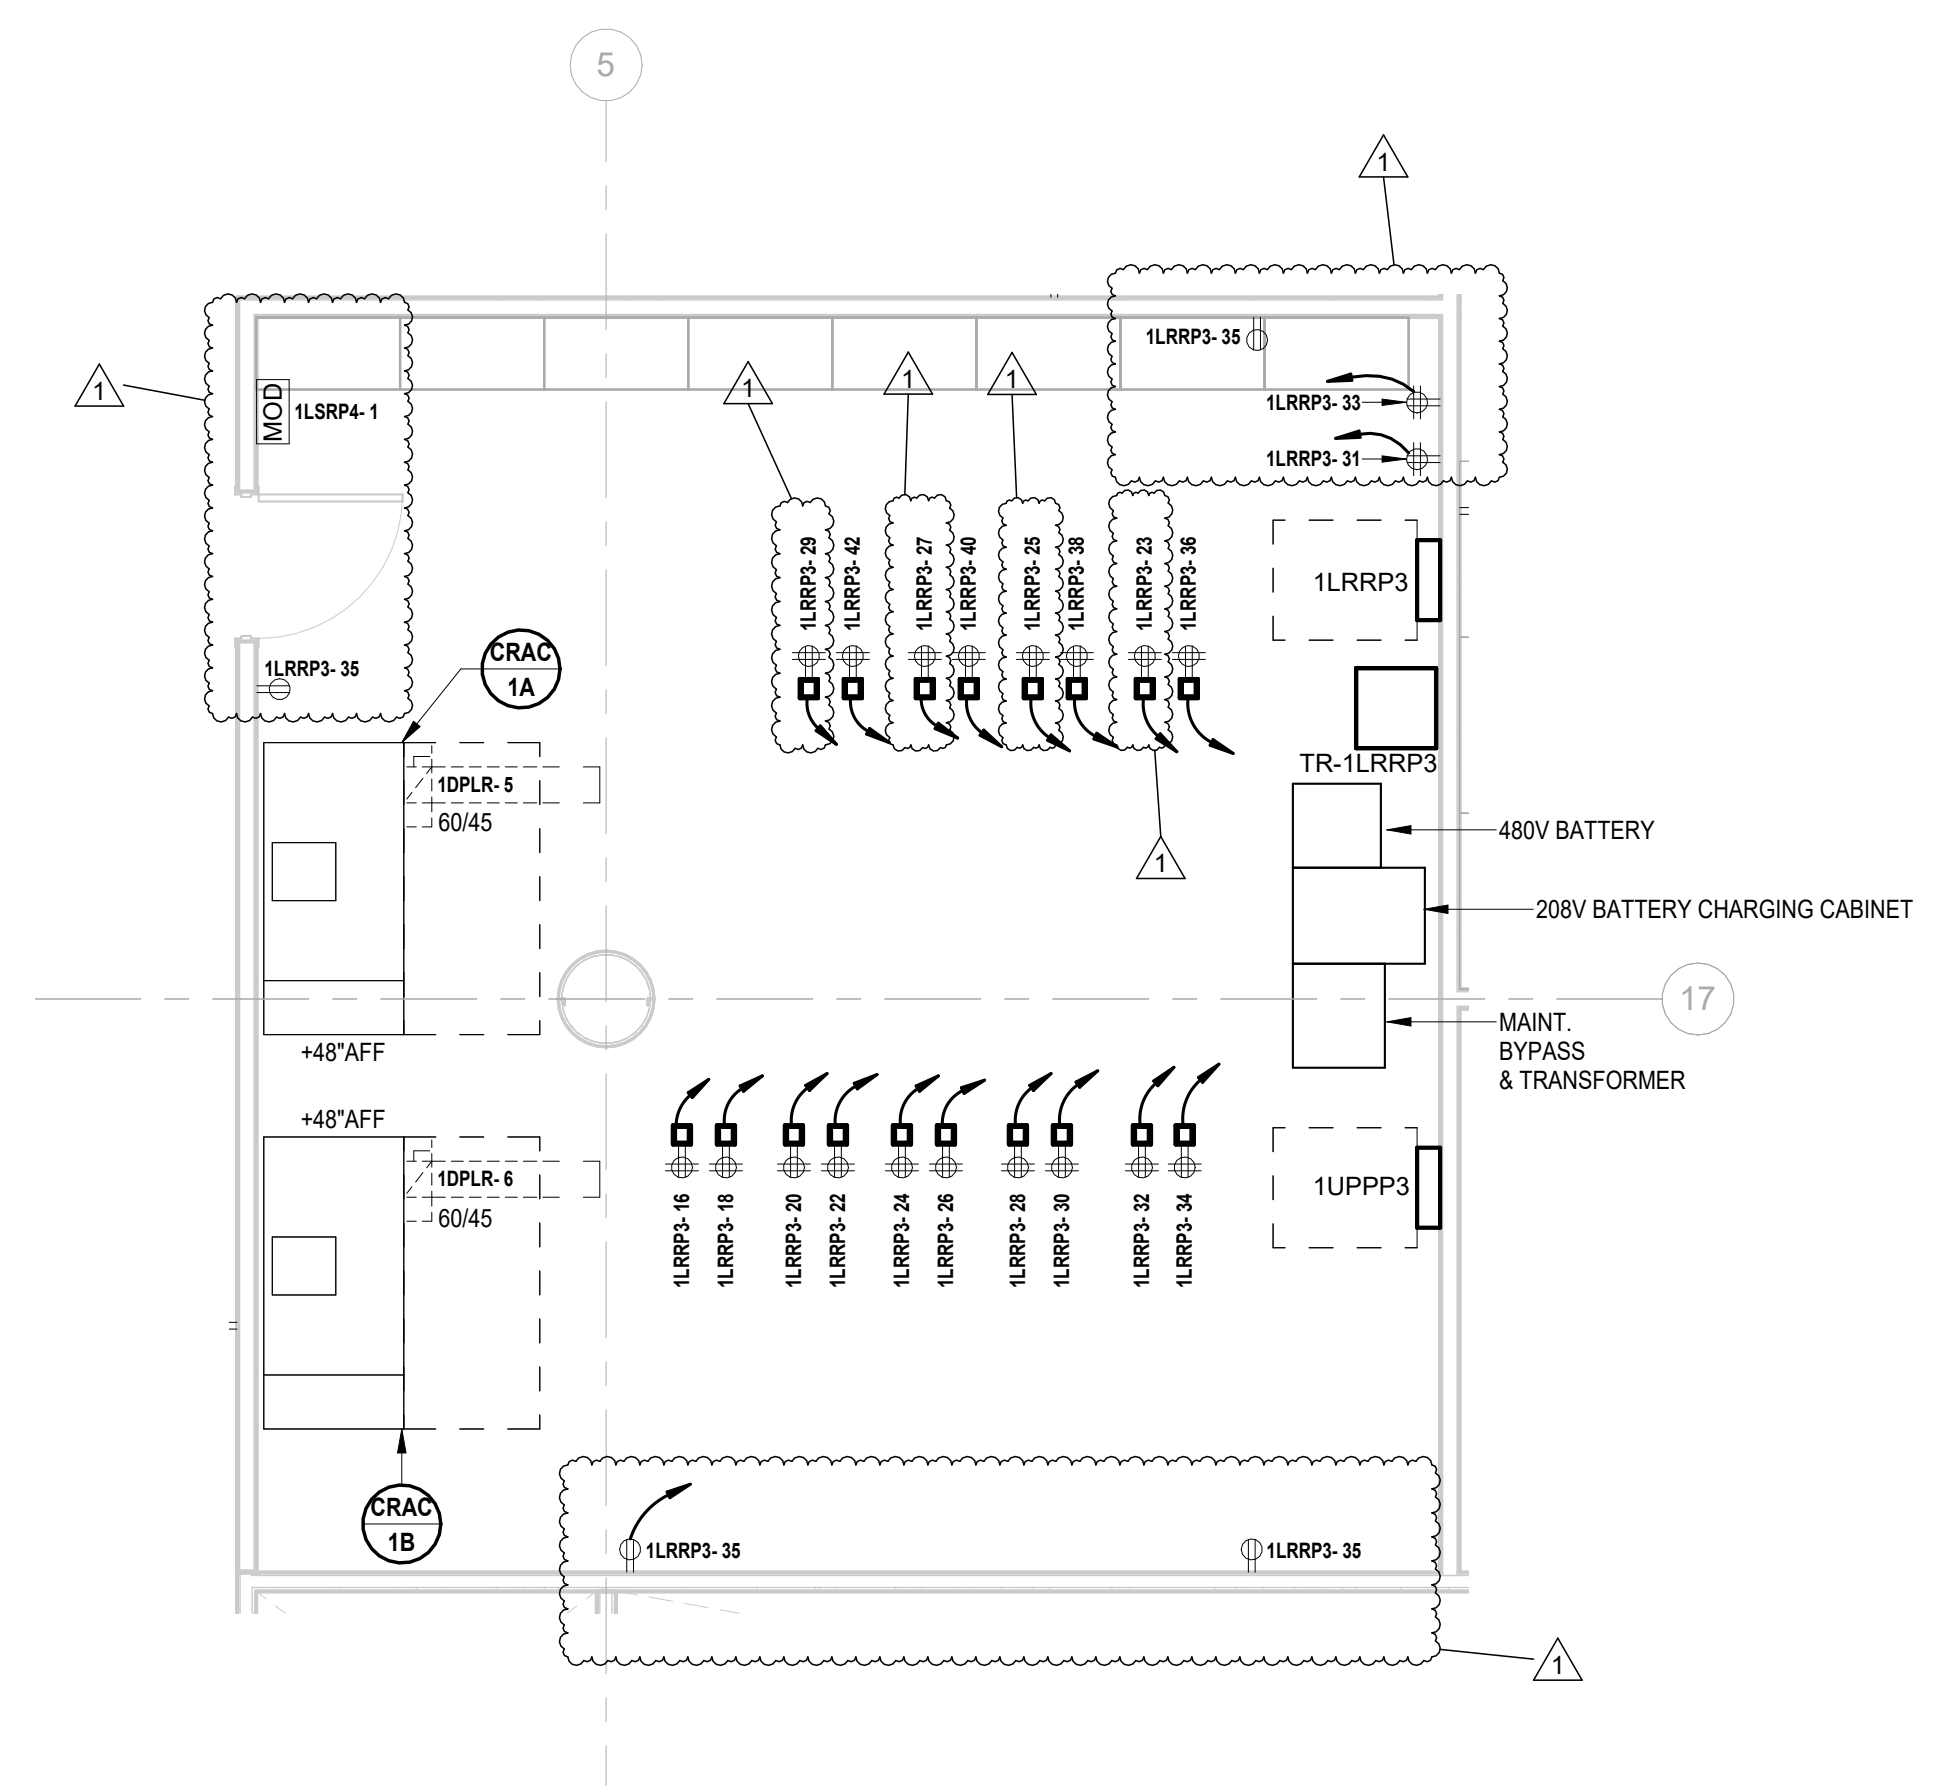 5
1
1LRRP3- 35
1
MOD
1LSRP4- 1
1
1
1
1LRRP3- 33
1LRRP3- 31
1LRRP3- 29
1LRRP3- 42
1LRRP3- 27
1LRRP3- 40
1LRRP3- 25
1LRRP3- 38
1LRRP3- 23
1LRRP3- 36
1LRRP3
1LRRP3- 35
CRAC
1A
TR-1LRRP3
1DPLR- 5
60/45
480V BATTERY
1
208V BATTERY CHARGING CABINET
17
MAINT.
BYPASS
& TRANSFORMER
+48"AFF
+48"AFF
1DPLR- 6
60/45
1UPPP3
1LRRP3- 16
1LRRP3- 18
1LRRP3- 20
1LRRP3- 22
1LRRP3- 24
1LRRP3- 26
1LRRP3- 28
1LRRP3- 30
1LRRP3- 32
1LRRP3- 34
CRAC
1B
1LRRP3- 35
1LRRP3- 35
1